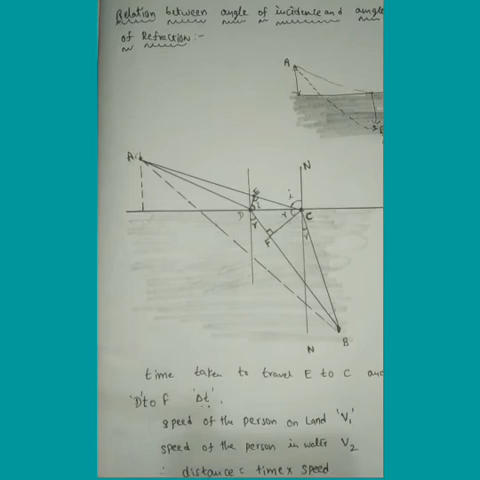 Relation between angle of incidence and angle
of Refraction:-
A
A
N
i
E
i
D
r
C
r
r
F
B
N
time taken to travel E to C and
'D' to F 'Δt'.
speed of the person on Land 'V₁'
speed of the person in water V₂
∴ distance = time x speed